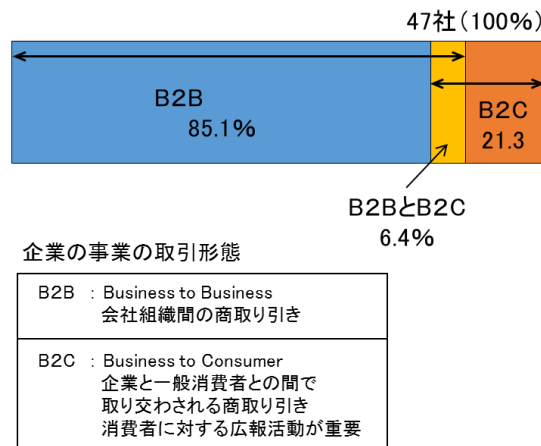 47社(100%)
B2B
85.1%
B2C
21.3
B2BとB2C
6.4%
企業の事業の取引形態
B2B : Business to Business
会社組織間の商取り引き
B2C : Business to Consumer
企業と一般消費者との間で
取り交わされる商取り引き
消費者に対する広報活動が重要